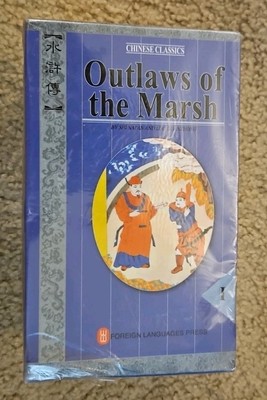 【水滸傳】
CHINESE CLASSICS
Outlaws of
the Marsh
FOREIGN LANGUAGES PRESS